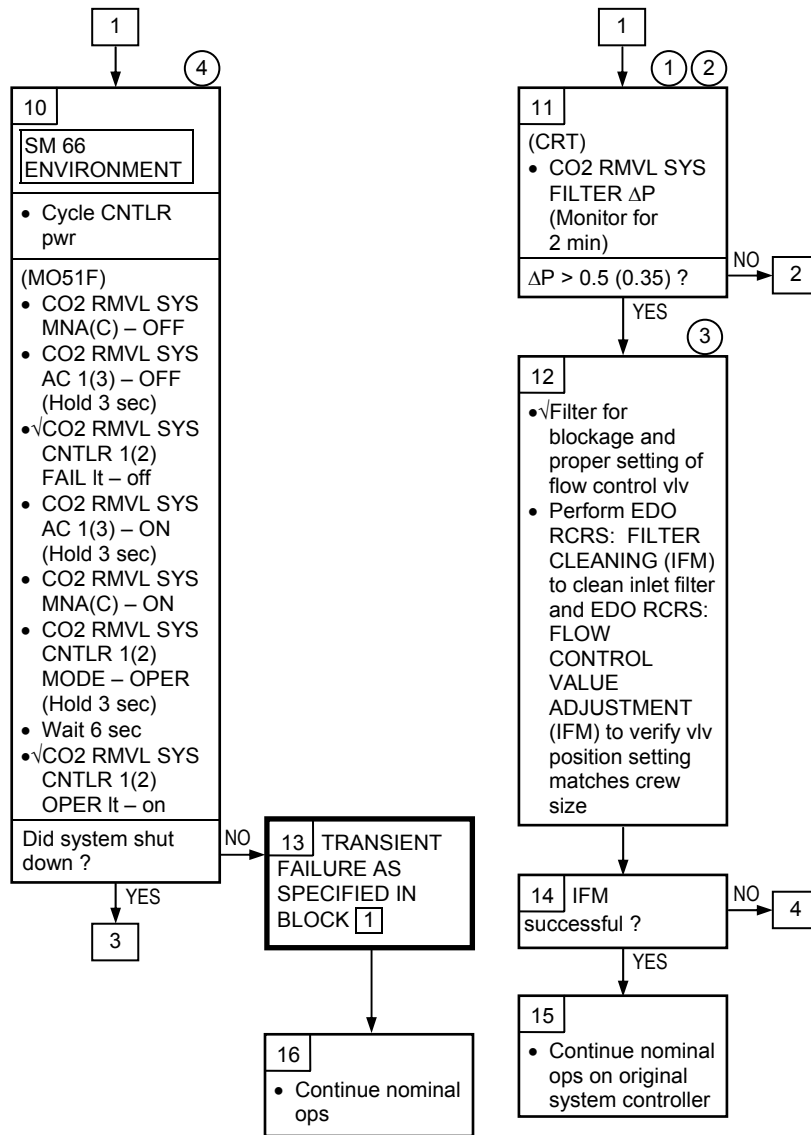 1
4
10
SM 66
ENVIRONMENT
• Cycle CNTLR
pwr
(MO51F)
• CO2 RMVL SYS
MNA(C) – OFF
• CO2 RMVL SYS
AC 1(3) – OFF
(Hold 3 sec)
•√CO2 RMVL SYS
CNTLR 1(2)
FAIL lt – off
• CO2 RMVL SYS
AC 1(3) – ON
(Hold 3 sec)
• CO2 RMVL SYS
MNA(C) – ON
• CO2 RMVL SYS
CNTLR 1(2)
MODE – OPER
(Hold 3 sec)
• Wait 6 sec
•√CO2 RMVL SYS
CNTLR 1(2)
OPER lt – on
Did system shut
down ?
NO
YES
3
13 TRANSIENT
FAILURE AS
SPECIFIED IN
BLOCK 1
16
• Continue nominal
ops
1
1 2
11
(CRT)
• CO2 RMVL SYS
FILTER ΔP
(Monitor for
2 min)
ΔP > 0.5 (0.35) ?
NO
2
YES
3
12
•√Filter for
blockage and
proper setting of
flow control vlv
• Perform EDO
RCRS: FILTER
CLEANING (IFM)
to clean inlet filter
and EDO RCRS:
FLOW
CONTROL
VALUE
ADJUSTMENT
(IFM) to verify vlv
position setting
matches crew
size
14 IFM
successful ?
NO
4
YES
15
• Continue nominal
ops on original
system controller